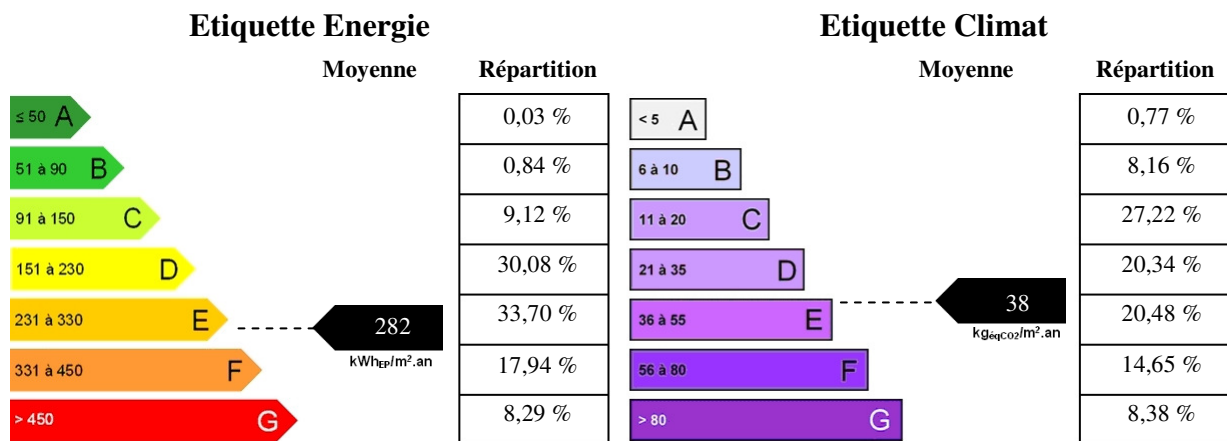 Etiquette Energie
Moyenne Répartition
≤ 50 A 0,03 %
51 à 90 B 0,84 %
91 à 150 C 9,12 %
151 à 230 D 30,08 %
231 à 330 E 282 33,70 %
kWhEP/m².an
331 à 450 F 17,94 %
> 450 G 8,29 %
Etiquette Climat
Moyenne Répartition
< 5 A 0,77 %
6 à 10 B 8,16 %
11 à 20 C 27,22 %
21 à 35 D 20,34 %
38
36 à 55 E 20,48 %
kgéqCO2/m².an
56 à 80 F 14,65 %
> 80 G 8,38 %